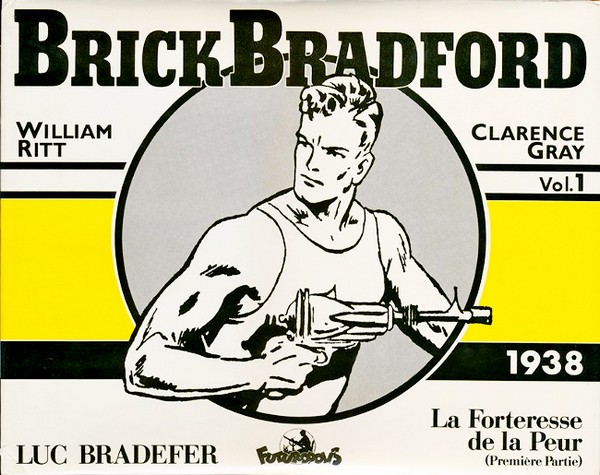 BRICK BRADFORD
WILLIAM
RITT
CLARENCE
GRAY
Vol.1
1938
La Forteresse
de la Peur
(Première Partie)
LUC BRADEFER
FUTUROPOLIS